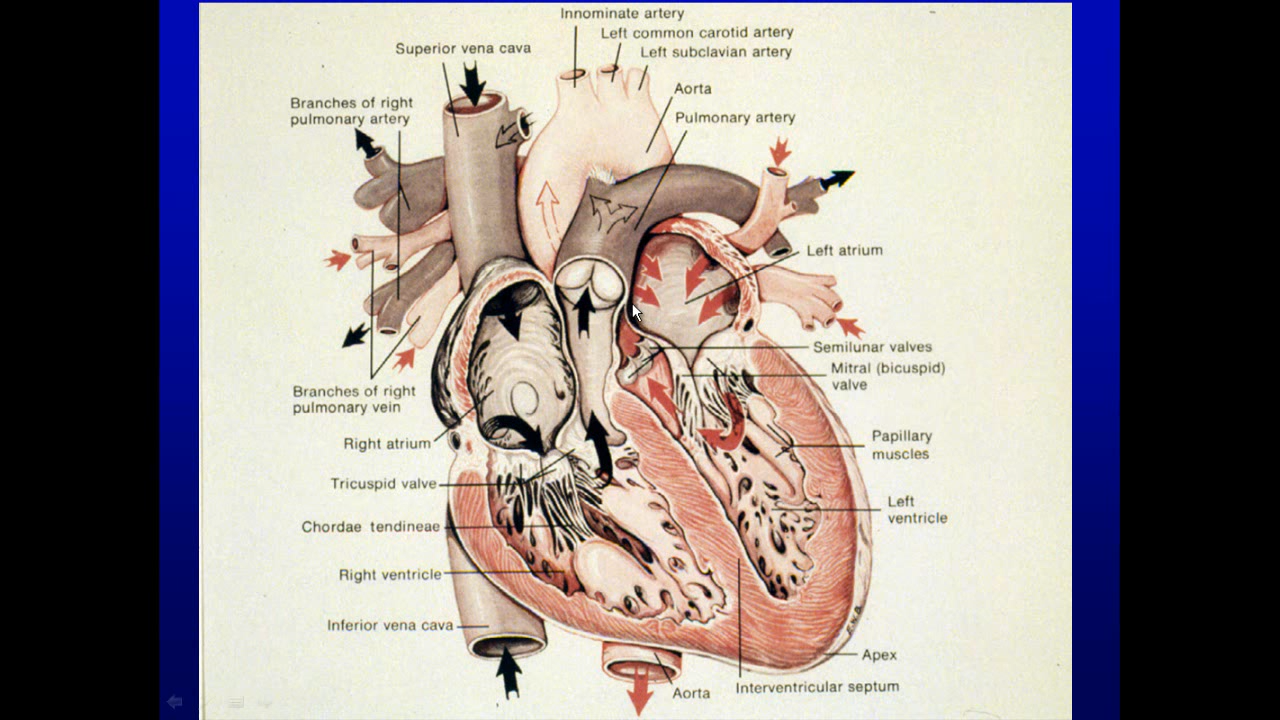 Innominate artery
Left common carotid artery
Superior vena cava
Left subclavian artery
Aorta
Branches of right
pulmonary artery
Pulmonary artery
Left atrium
Semilunar valves
Mitral (bicuspid)
valve
Branches of right
pulmonary vein
Right atrium
Papillary
muscles
Tricuspid valve
Left
ventricle
Chordae tendineae
Right ventricle
Inferior vena cava
Apex
Aorta
Interventricular septum